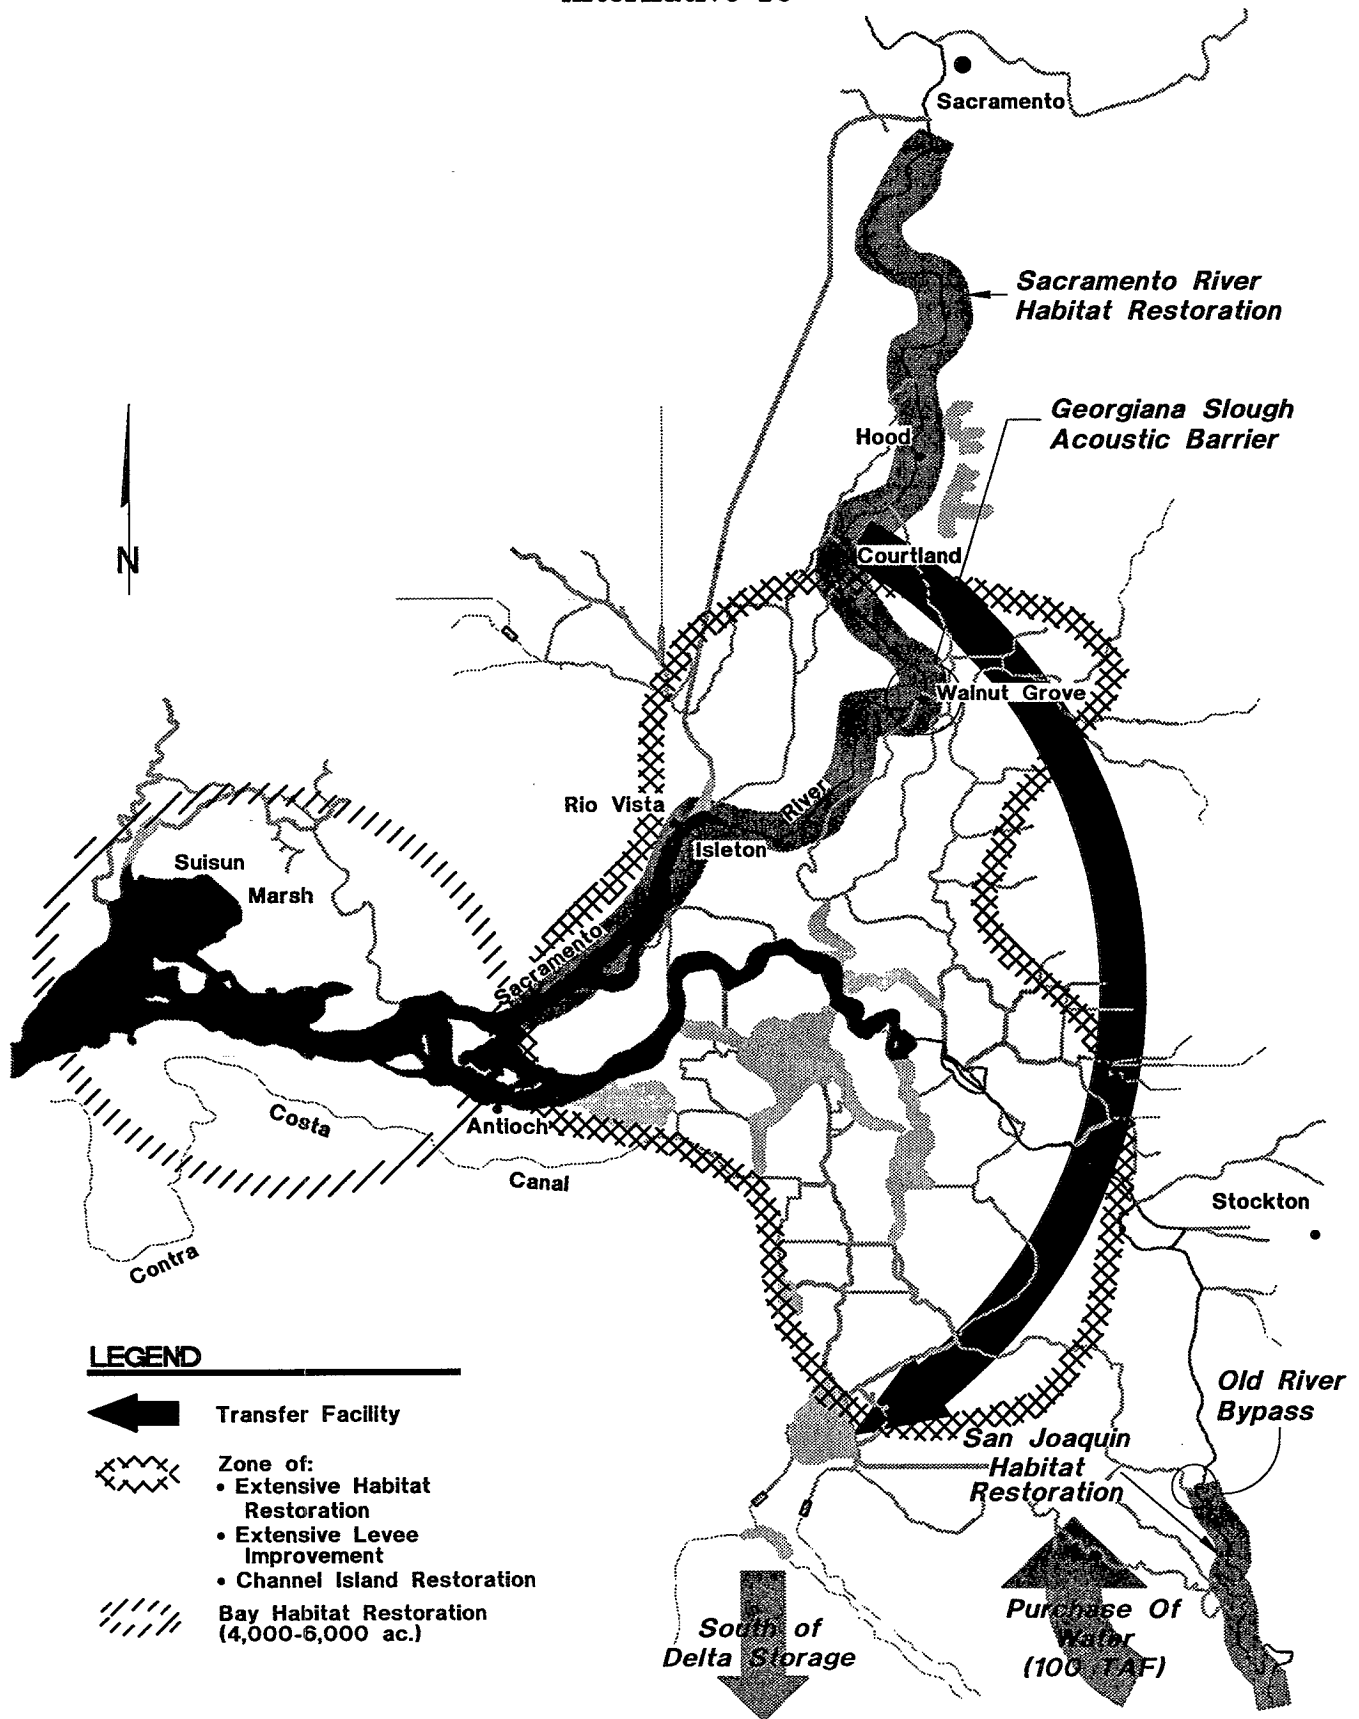 Sacramento
Sacramento River
Habitat Restoration
Georgiana Slough
Acoustic Barrier
Hood
N
Courtland
Walnut Grove
Rio Vista
River
Isleton
Suisun
Marsh
Sacramento
Costa
Antioch
Canal
Stockton
Contra
LEGEND
Transfer Facility
Zone of:
• Extensive Habitat
Restoration
• Extensive Levee
Improvement
• Channel Island Restoration
Bay Habitat Restoration
(4,000-6,000 ac.)
Old River
Bypass
San Joaquin
Habitat
Restoration
South of
Delta Storage
Purchase Of
Water
(100 TAF)